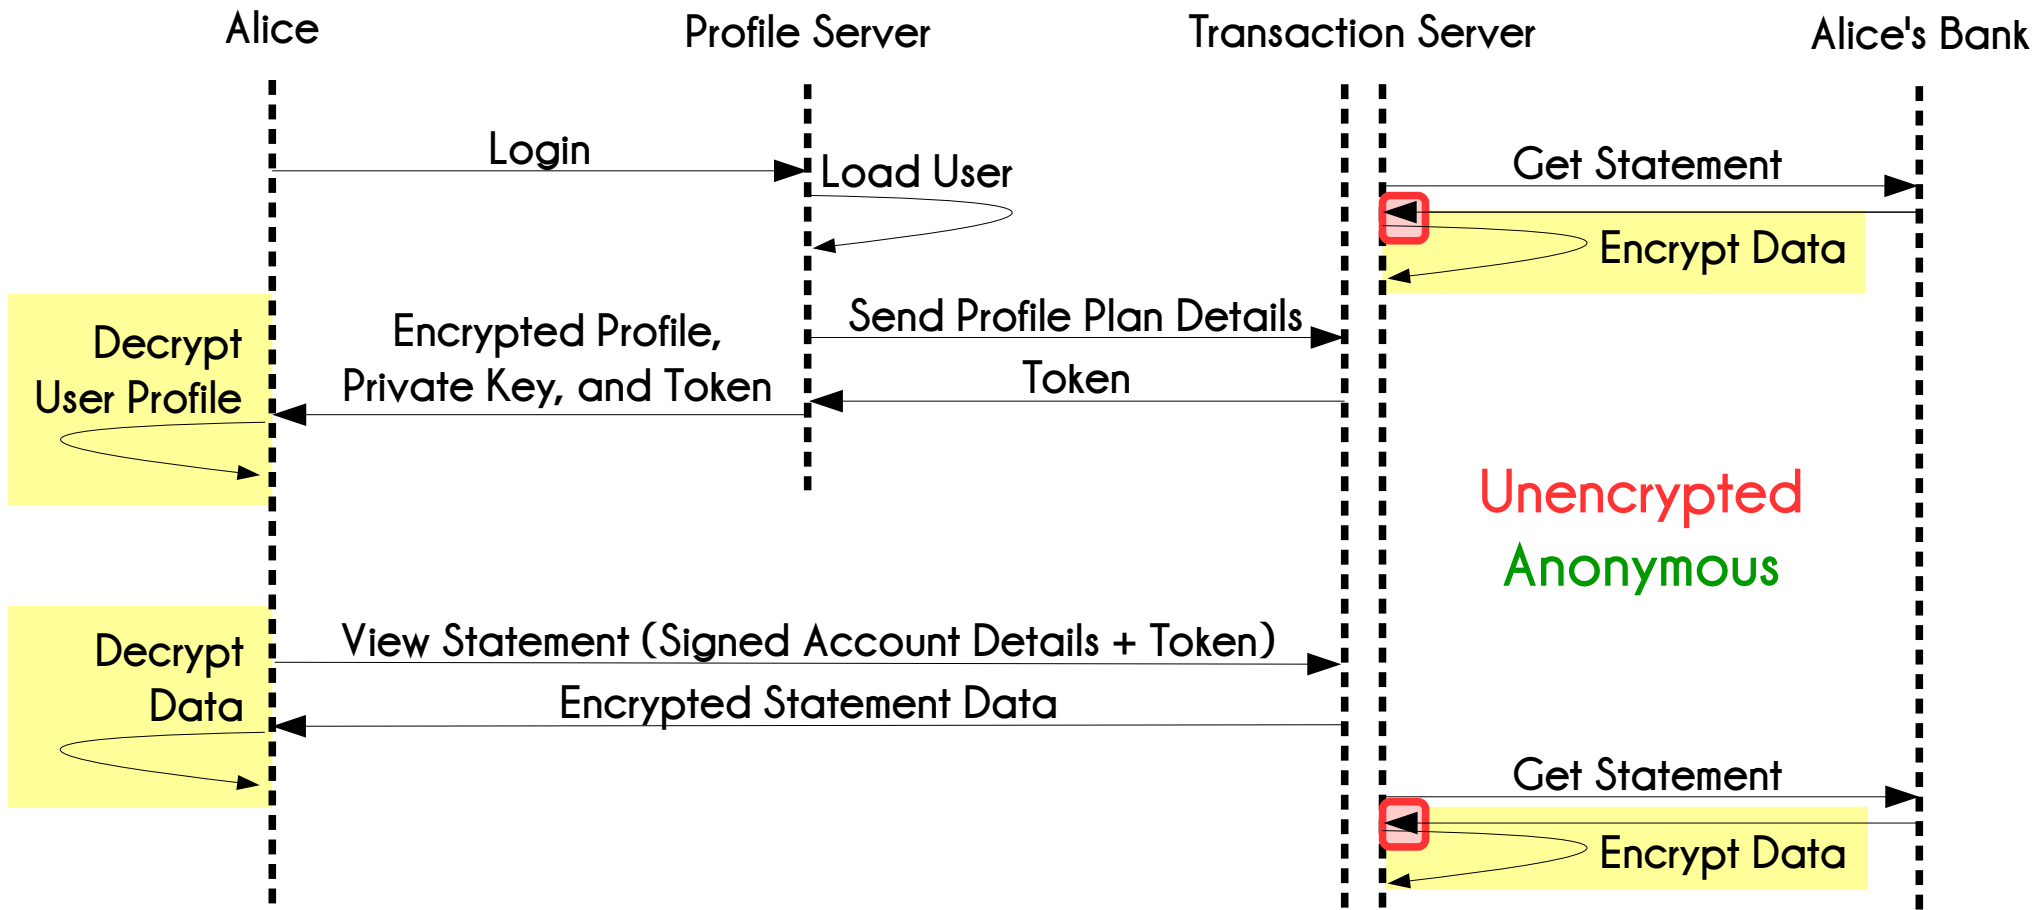 Alice
Profile Server
Transaction Server
Alice's Bank
Login
Load User
Get Statement
Encrypt Data
Send Profile Plan Details
Token
Encrypted Profile,
Private Key, and Token
Decrypt
User Profile
Unencrypted
Anonymous
View Statement (Signed Account Details + Token)
Encrypted Statement Data
Decrypt
Data
Get Statement
Encrypt Data